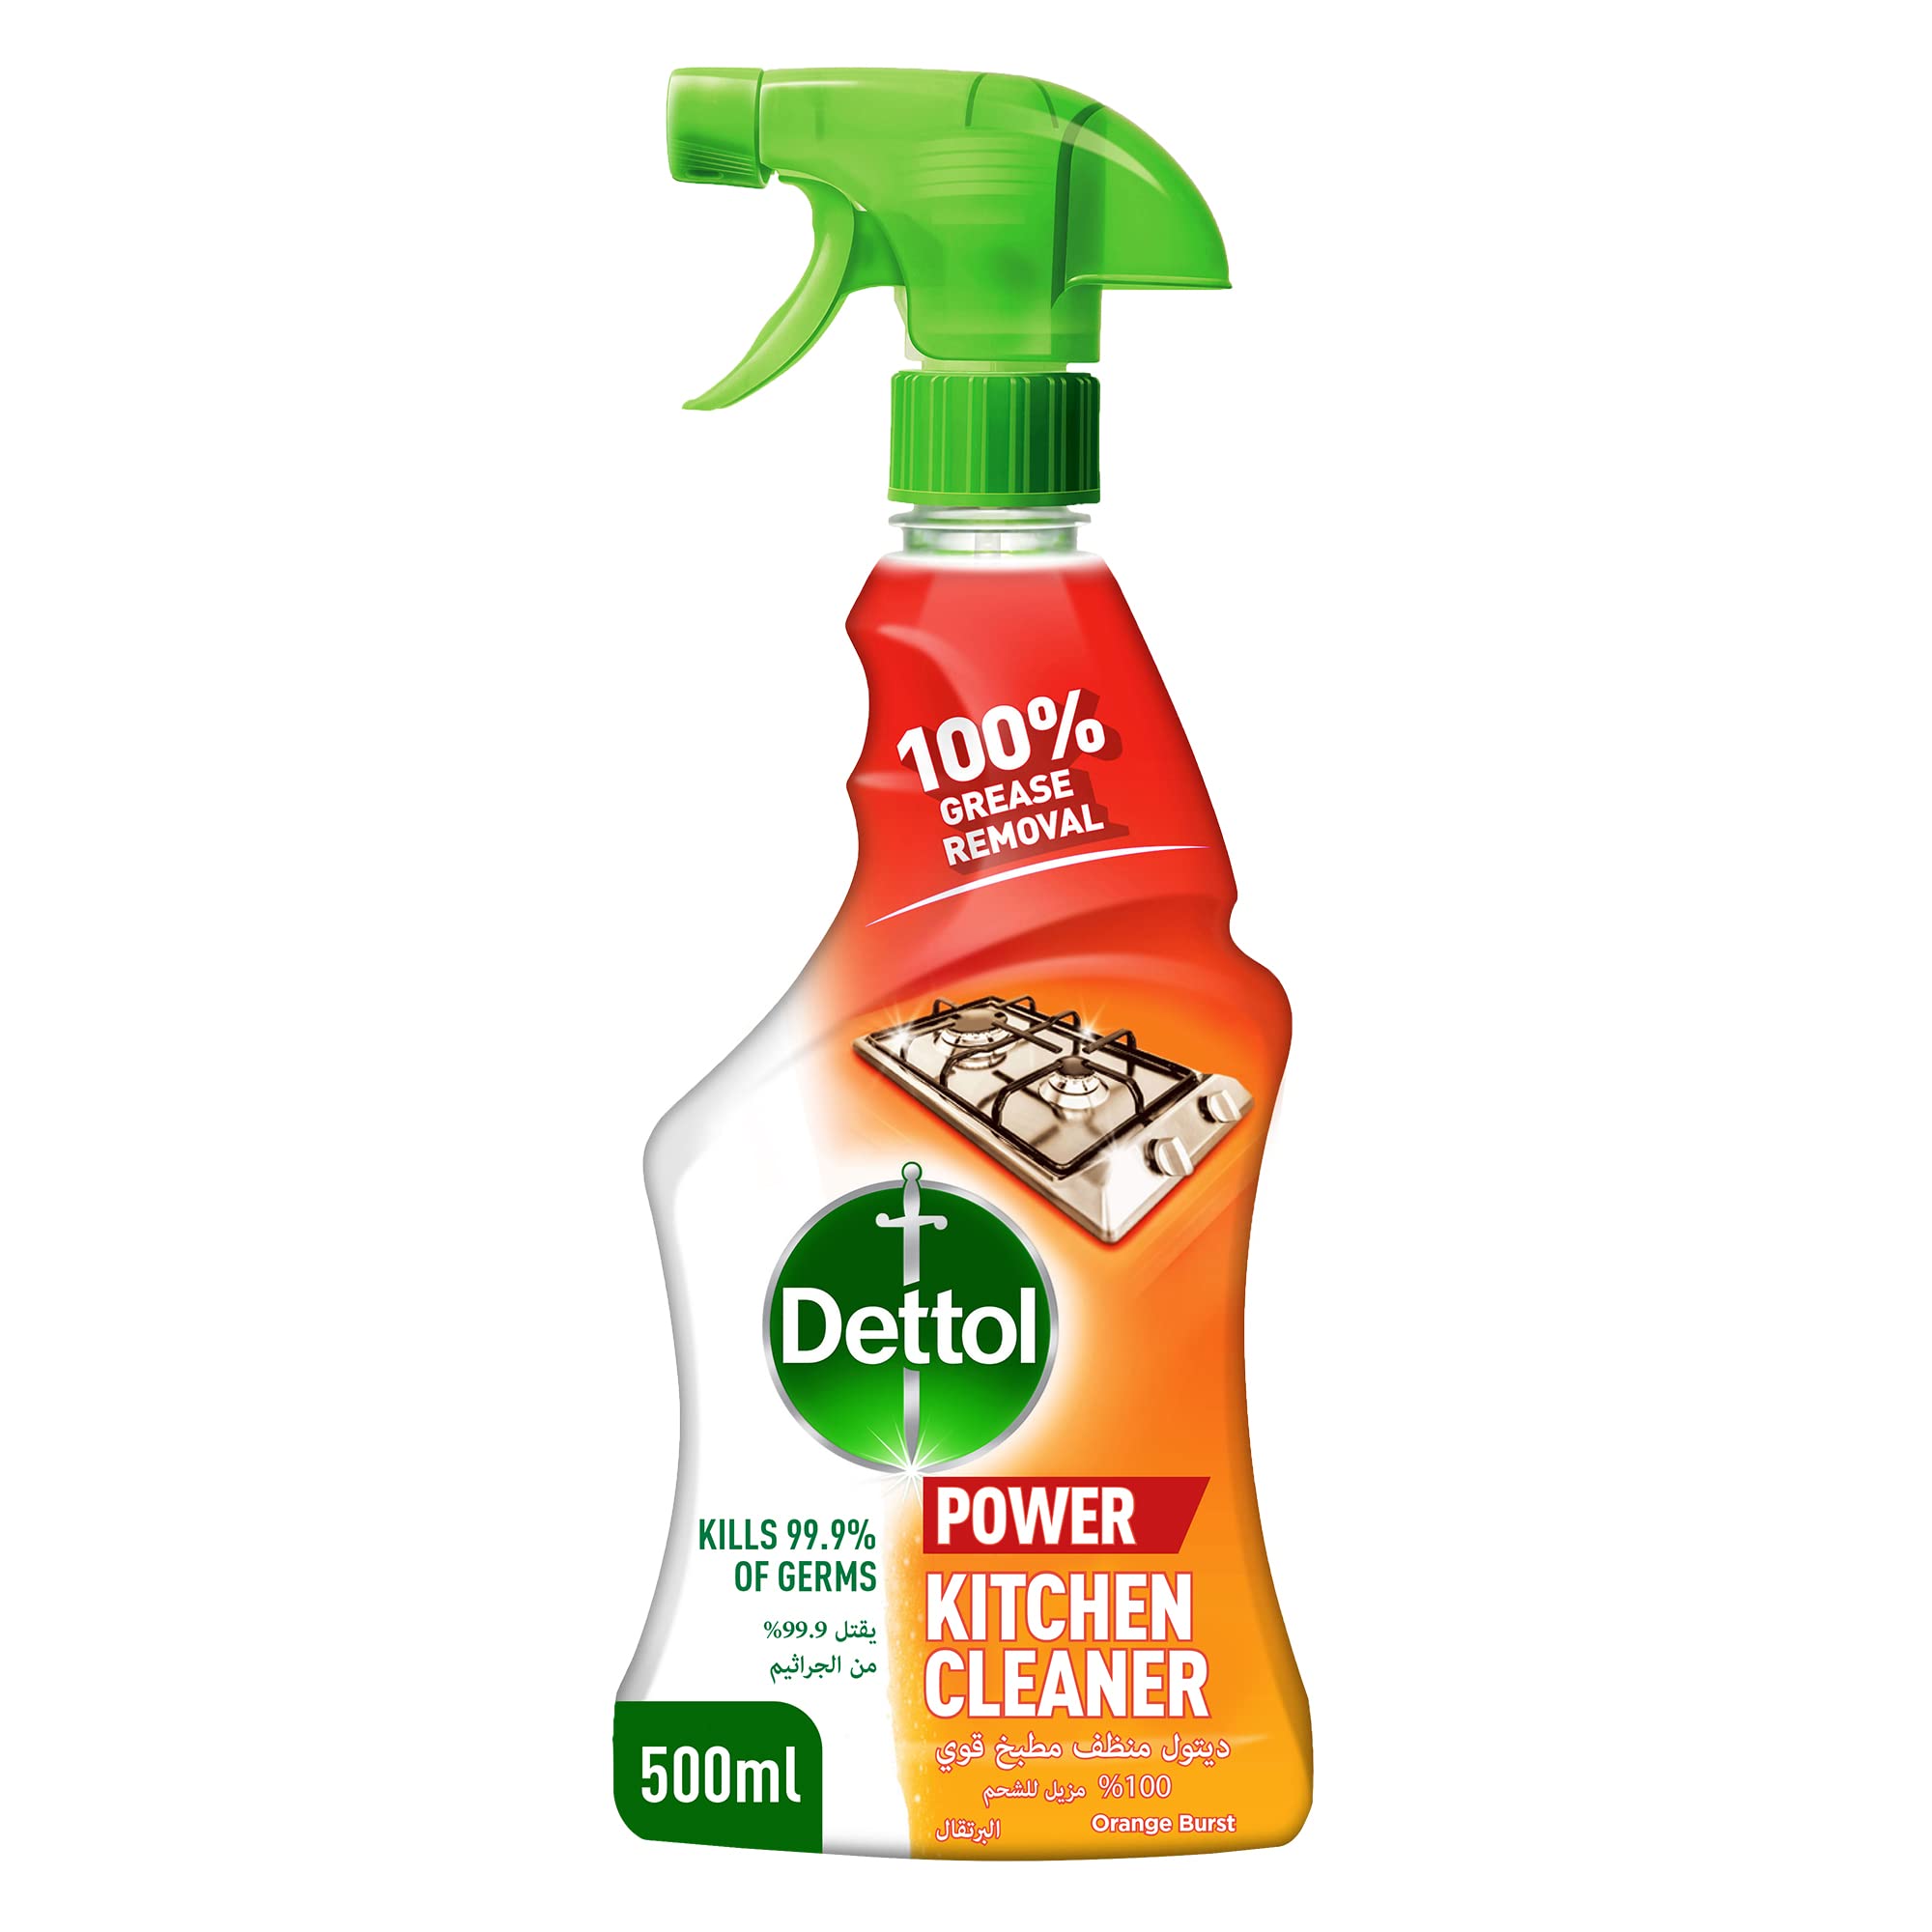 100%
GREASE
REMOVAL
Dettol
POWER
KITCHEN
CLEANER
KILLS 99.9%
OF GERMS
يقتل 99.9%
من الجراثيم
500ml
ديتول منظف مطبخ قوي
%100 مزيل للشحم
Orange Burst
البرتقال